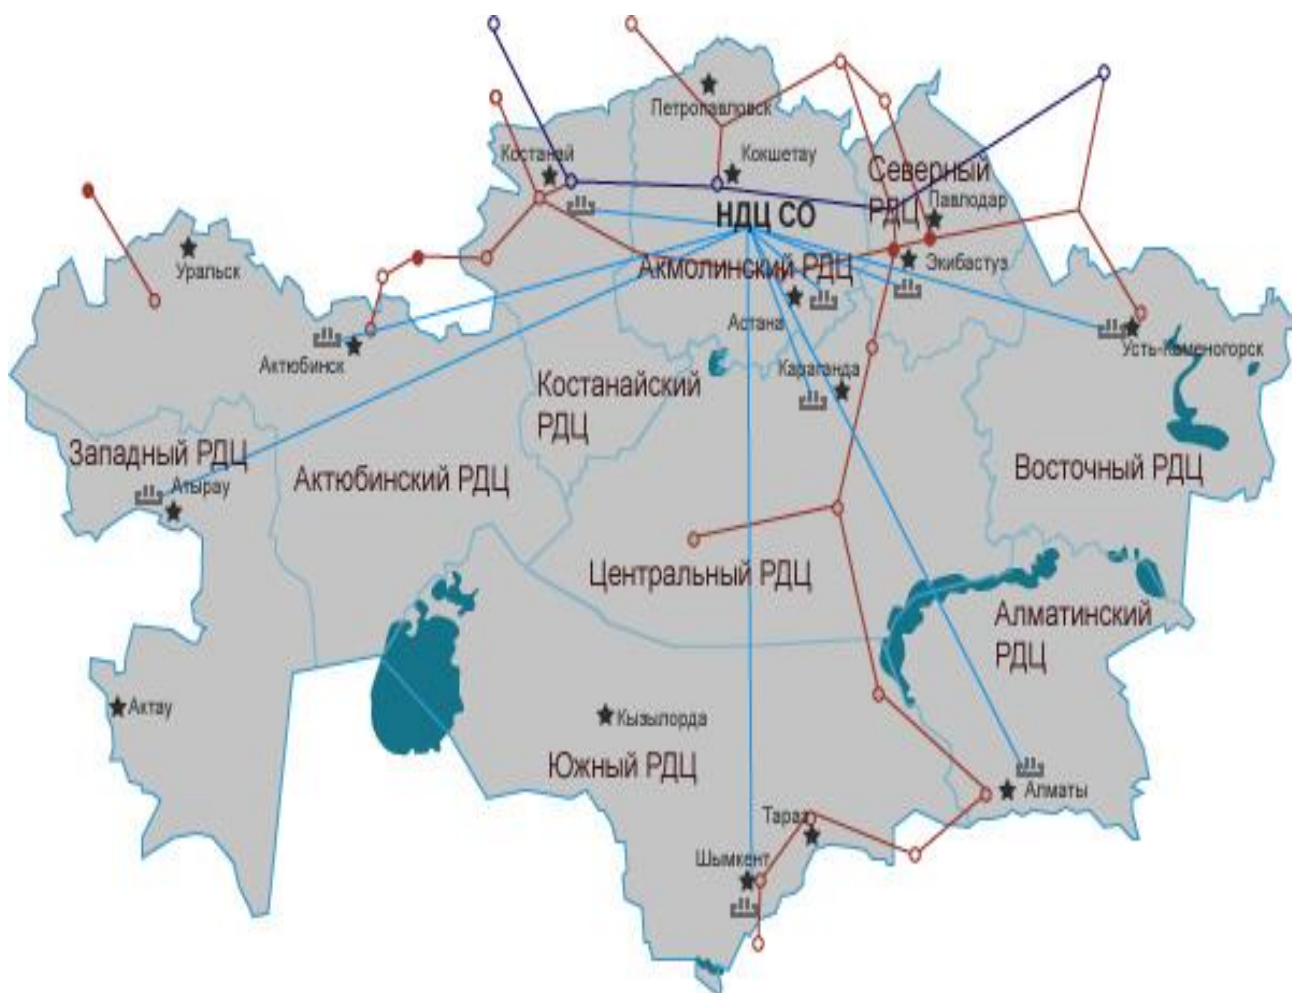 Петропавловск
Костанай
Кокшетау
Северный
РДЦ
Павлодар
НДЦ СО
Уральск
Акмолинский РДЦ
Экибастуз
Астана
Актюбинск
Усть-Каменогорск
Караганда
Костанайский
РДЦ
Западный РДЦ
Актюбинский РДЦ
Восточный РДЦ
Атырау
Центральный РДЦ
Алматинский
РДЦ
Актау
Кызылорда
Южный РДЦ
Алматы
Тараз
Шымкент